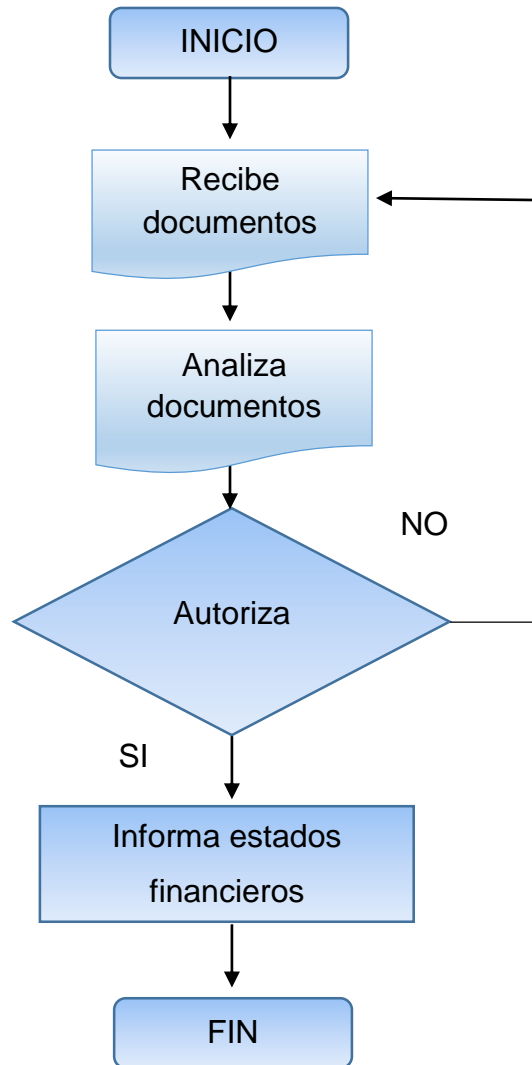 INICIO
Recibe
documentos
Analiza
documentos
NO
Autoriza
SI
Informa estados
financieros
FIN